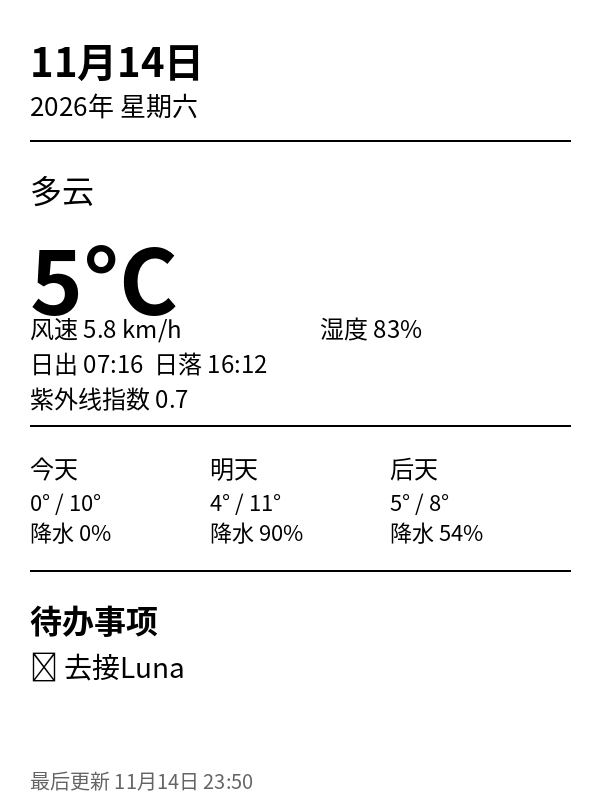 11月14日
2026年 星期六
多云
5°C
风速 5.8 km/h 湿度 83%
日出 07:16 日落 16:12
紫外线指数 0.7
今天 明天 后天
0° / 10° 4° / 11° 5° / 8°
降水 0% 降水 90% 降水 54%
待办事项
去接Luna
最后更新 11月14日 23:50